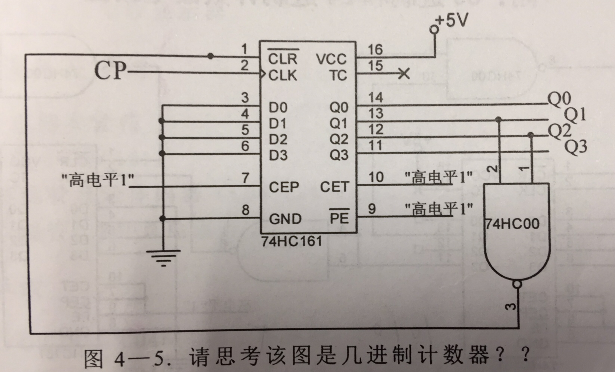 +5V
CP
1 CLR VCC 16
2 CLK TC 15
3 D0 Q0 14 Q0
4 D1 Q1 13 Q1
5 D2 Q2 12 Q2
6 D3 Q3 11 Q3
"高电平1" 7 CEP CET 10 "高电平1"
8 GND PE 9 "高电平1"
74HC161
2 1
74HC00
3
图 4—5. 请思考该图是几进制计数器？？